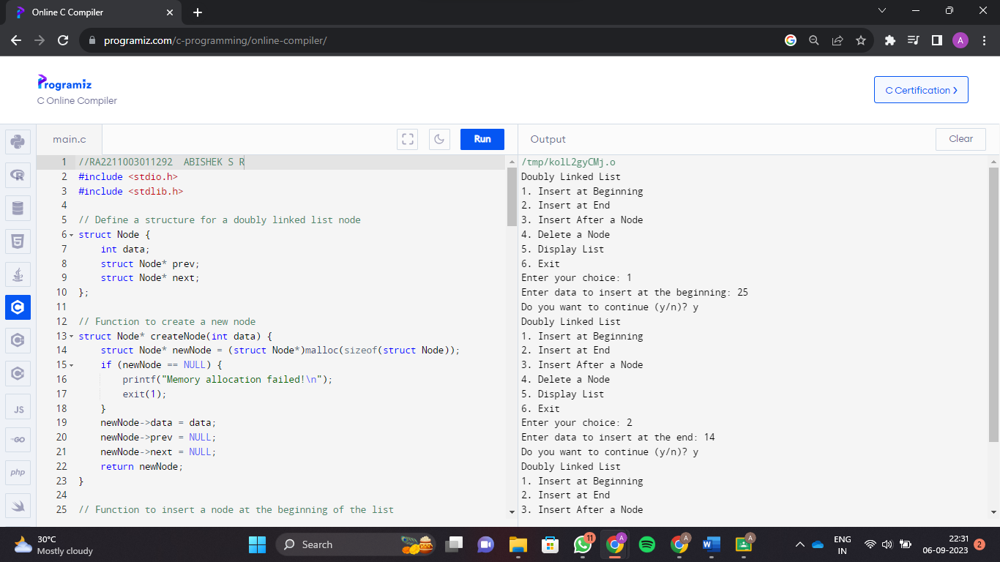 Online C Compiler
programiz.com/c-programming/online-compiler/
A
Programiz
C Online Compiler
C Certification
main.c
Run
Output
Clear
1 //RA2211003011292  ABISHEK S R
2 #include <stdio.h>
3 #include <stdlib.h>
4
5 // Define a structure for a doubly linked list node
6 struct Node {
7     int data;
8     struct Node* prev;
9     struct Node* next;
10 };
11
12 // Function to create a new node
13 struct Node* createNode(int data) {
14     struct Node* newNode = (struct Node*)malloc(sizeof(struct Node));
15     if (newNode == NULL) {
16         printf("Memory allocation failed!\n");
17         exit(1);
18     }
19     newNode->data = data;
20     newNode->prev = NULL;
21     newNode->next = NULL;
22     return newNode;
23 }
24
25 // Function to insert a node at the beginning of the list
/tmp/kolL2gyCMj.o
Doubly Linked List
1. Insert at Beginning
2. Insert at End
3. Insert After a Node
4. Delete a Node
5. Display List
6. Exit
Enter your choice: 1
Enter data to insert at the beginning: 25
Do you want to continue (y/n)? y
Doubly Linked List
1. Insert at Beginning
2. Insert at End
3. Insert After a Node
4. Delete a Node
5. Display List
6. Exit
Enter your choice: 2
Enter data to insert at the end: 14
Do you want to continue (y/n)? y
Doubly Linked List
1. Insert at Beginning
2. Insert at End
3. Insert After a Node
JS
GO
php
30°C
Mostly cloudy
Search
11
A
A
W
A
ENG
IN
22:31
06-09-2023
2